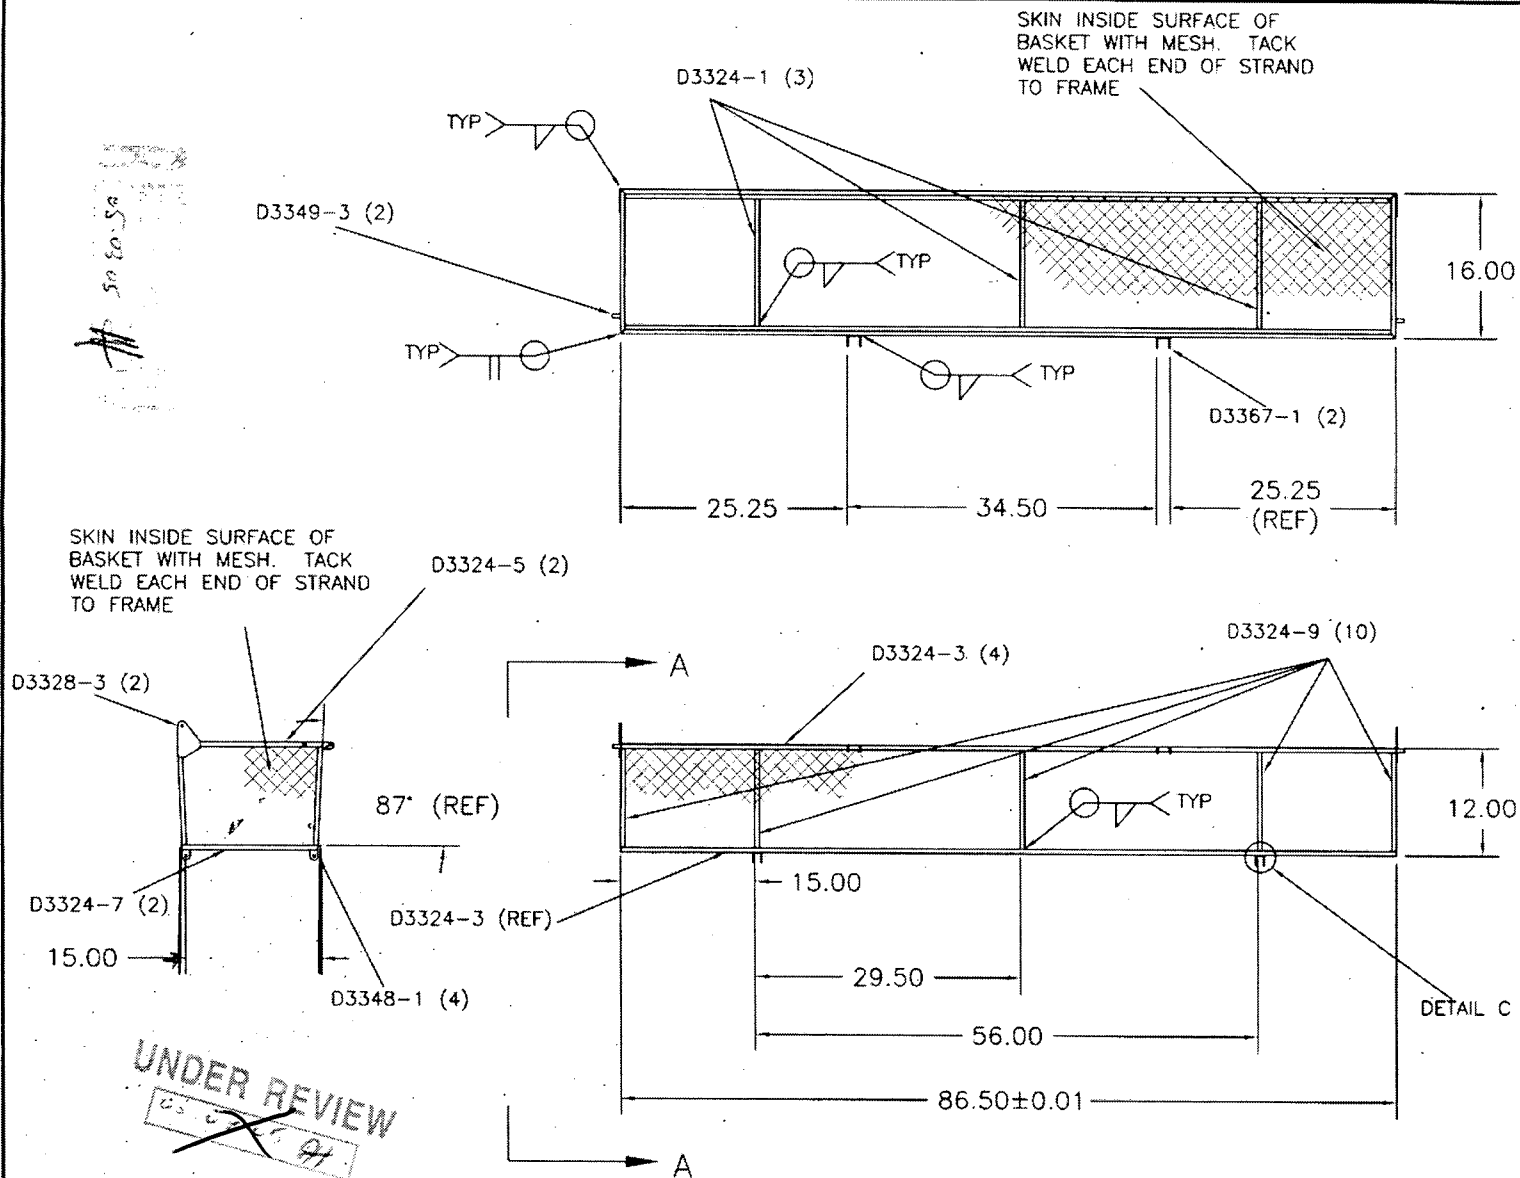 SKIN INSIDE SURFACE OF
BASKET WITH MESH. TACK
WELD EACH END OF STRAND
TO FRAME
D3324-1 (3)
TYP
D3349-3 (2)
TYP
16.00
TYP
TYP
D3367-1 (2)
25.25
34.50
25.25
(REF)
SKIN INSIDE SURFACE OF
BASKET WITH MESH. TACK
WELD EACH END OF STRAND
TO FRAME
D3324-5 (2)
D3328-3 (2)
A
D3324-3 (4)
D3324-9 (10)
87° (REF)
TYP
12.00
D3324-7 (2)
D3324-3 (REF)
15.00
15.00
D3348-1 (4)
29.50
DETAIL C
56.00
86.50±0.01
UNDER REVIEW
A